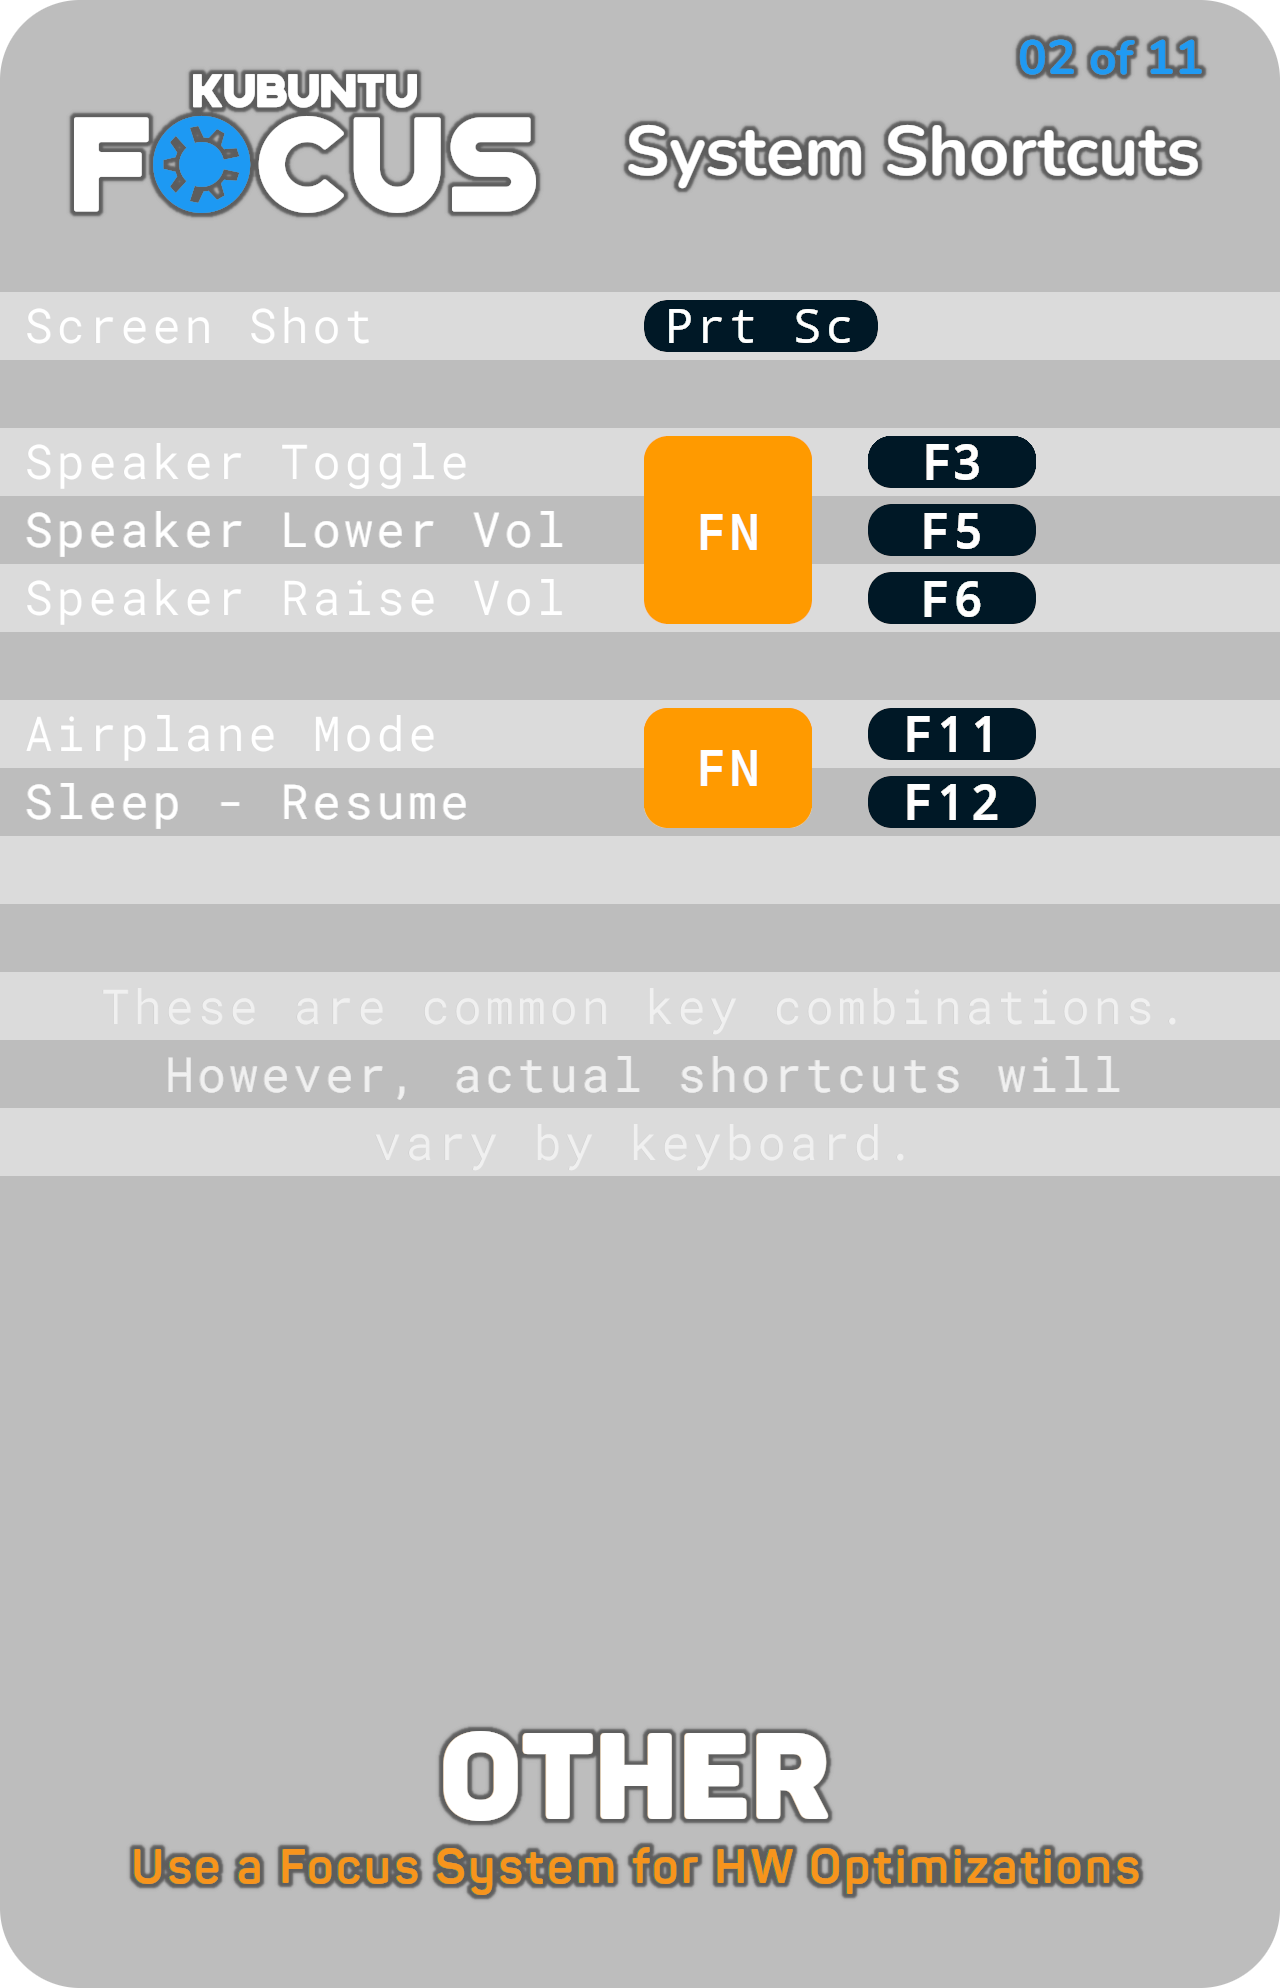 02 of 11
KUBUNTU
FOCUS
System Shortcuts
Screen Shot Prt Sc
Speaker Toggle FN F3
Speaker Lower Vol F5
Speaker Raise Vol F6
Airplane Mode FN F11
Sleep - Resume F12
These are common key combinations.
However, actual shortcuts will
vary by keyboard.
OTHER
Use a Focus System for HW Optimizations